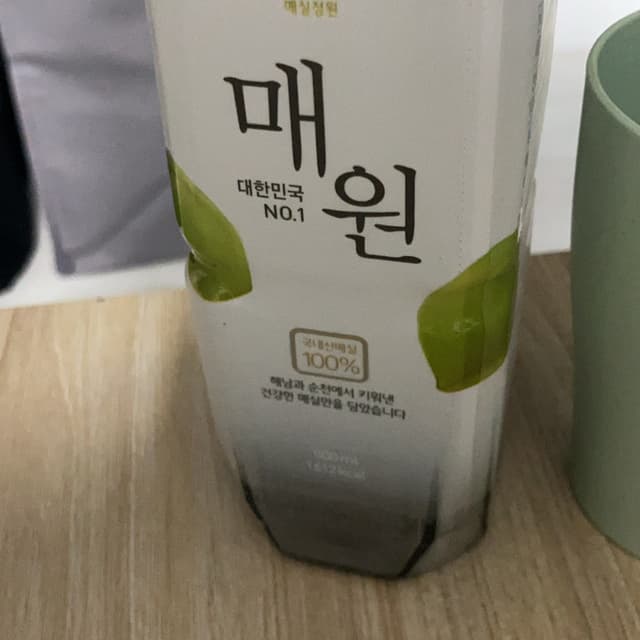 매실정원
매원
대한민국
NO.1
국내산매실
100%
해남과 순천에서 키워낸
건강한 매실만을 담았습니다